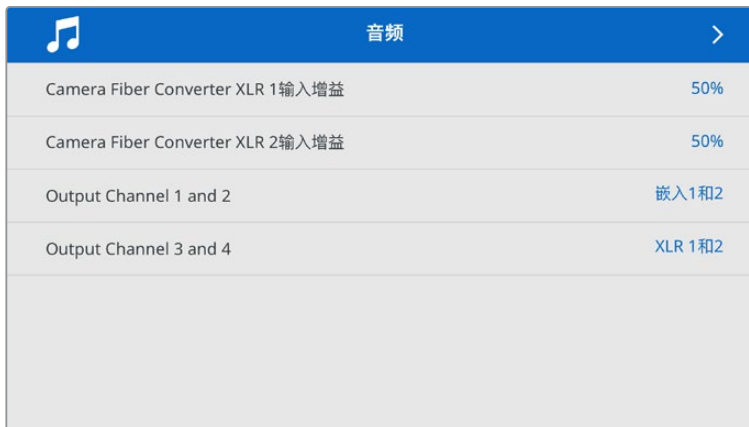 音频
Camera Fiber Converter XLR 1输入增益 50%
Camera Fiber Converter XLR 2输入增益 50%
Output Channel 1 and 2 嵌入1和2
Output Channel 3 and 4 XLR 1和2